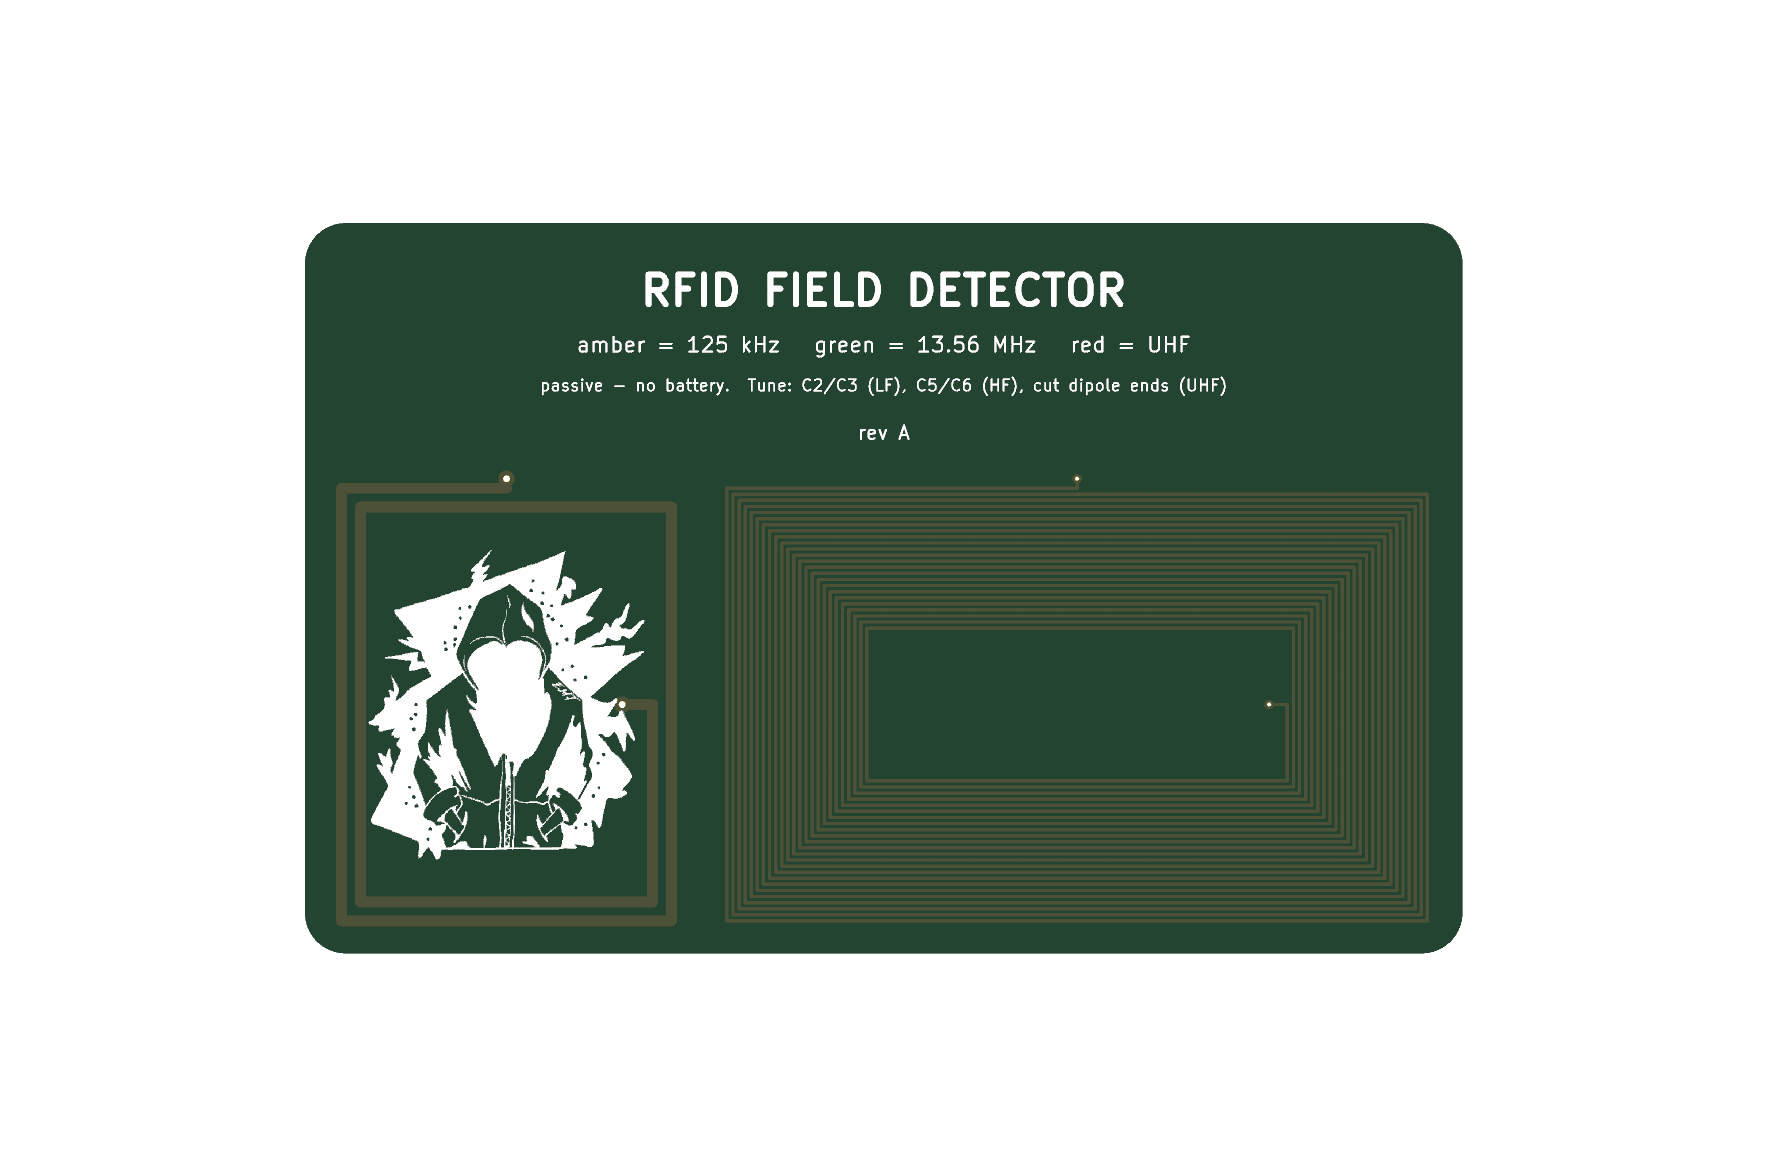 RFID FIELD DETECTOR
amber = 125 kHz green = 13.56 MHz red = UHF
passive – no battery. Tune: C2/C3 (LF), C5/C6 (HF), cut dipole ends (UHF)
rev A